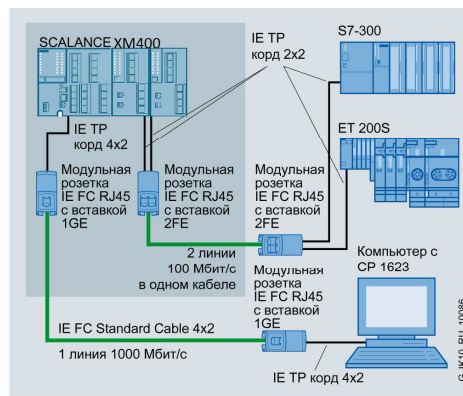 SCALANCE XM400
IE TP
корд 2x2
S7-300
ET 200S
IE TP
корд 4x2
Модульная
розетка
IE FC RJ45
с вставкой
1GE
Модульная
розетка
IE FC RJ45
с вставкой
2FE
Модульная
розетка
IE FC RJ45
с вставкой
2FE
2 линии
100 Мбит/с
в одном кабеле
Модульная
розетка
IE FC RJ45
с вставкой
1GE
Компьютер с
CP 1623
IE FC Standard Cable 4x2
1 линия 1000 Мбит/с
IE TP корд 4x2
G_IK10_RU_10086